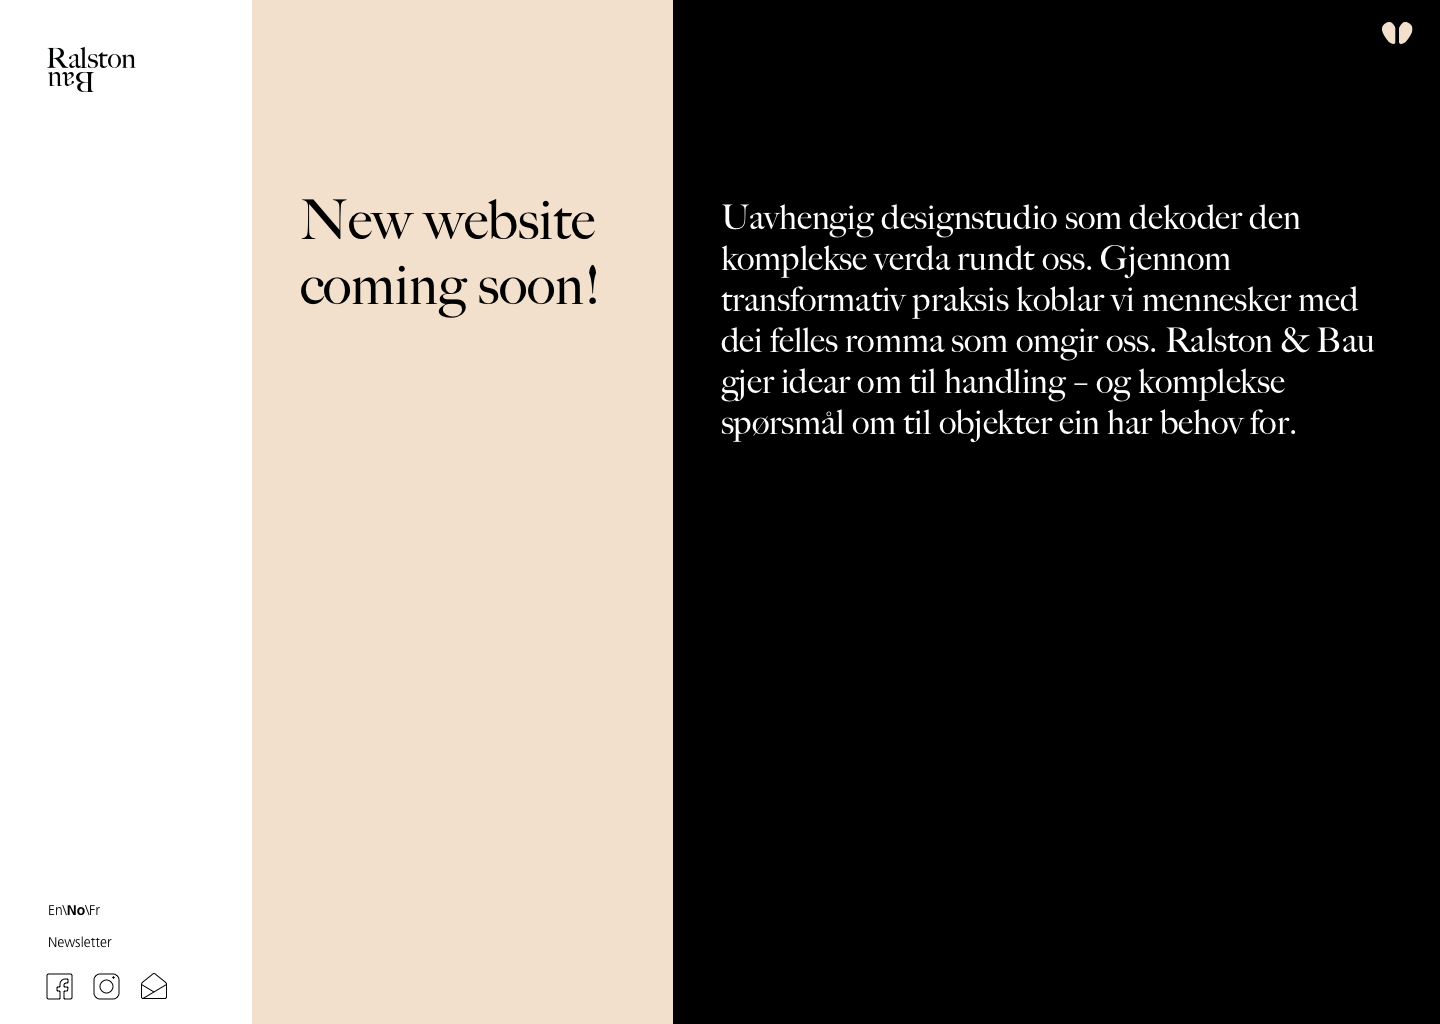 Ralston
Bau
New website
coming soon!
Uavhengig designstudio som dekoder den
komplekse verda rundt oss. Gjennom
transformativ praksis koblar vi mennesker med
dei felles romma som omgir oss. Ralston & Bau
gjer idear om til handling – og komplekse
spørsmål om til objekter ein har behov for.
En\No\Fr
Newsletter